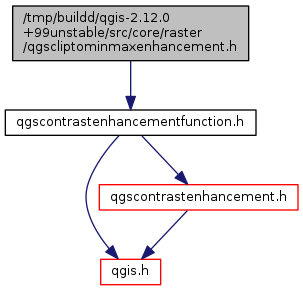 /tmp/buildd/qgis-2.12.0
+99unstable/src/core/raster
/qgscliptominmaxenhancement.h
qgscontrastenhancementfunction.h
qgscontrastenhancement.h
qgis.h